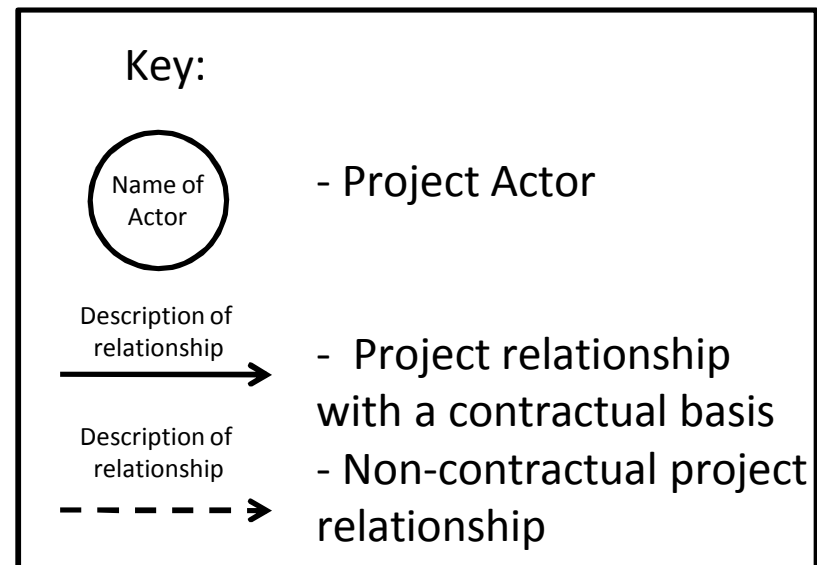 Key:
Name of
Actor
- Project Actor
Description of
relationship
- Project relationship
with a contractual basis
Description of
relationship
- Non-contractual project
relationship